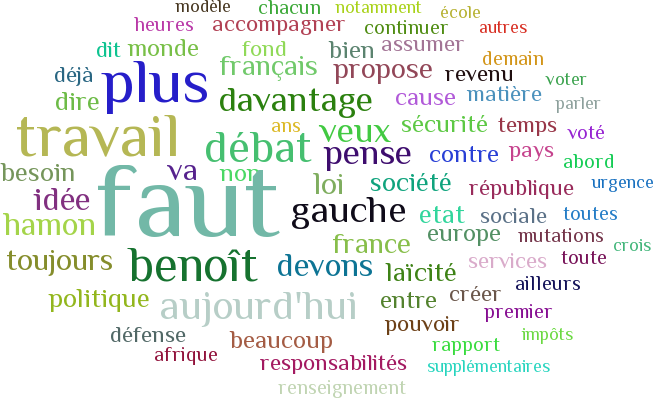 modèle chacun notamment école
heures accompagner continuer autres
dit monde fond bien assumer demain
déjà plus français propose revenu voter
dire davantage cause matière parler
travail ans veux sécurité temps voté
débat pense contre pays abord
besoin va non loi société république urgence
faut idée gauche etat sociale toutes
hamon france europe mutations crois
toujours benoît devons laïcité services toute
politique aujourd'hui entre créer ailleurs
premier
défense beaucoup pouvoir rapport impôts
afrique responsabilités supplémentaires
renseignement